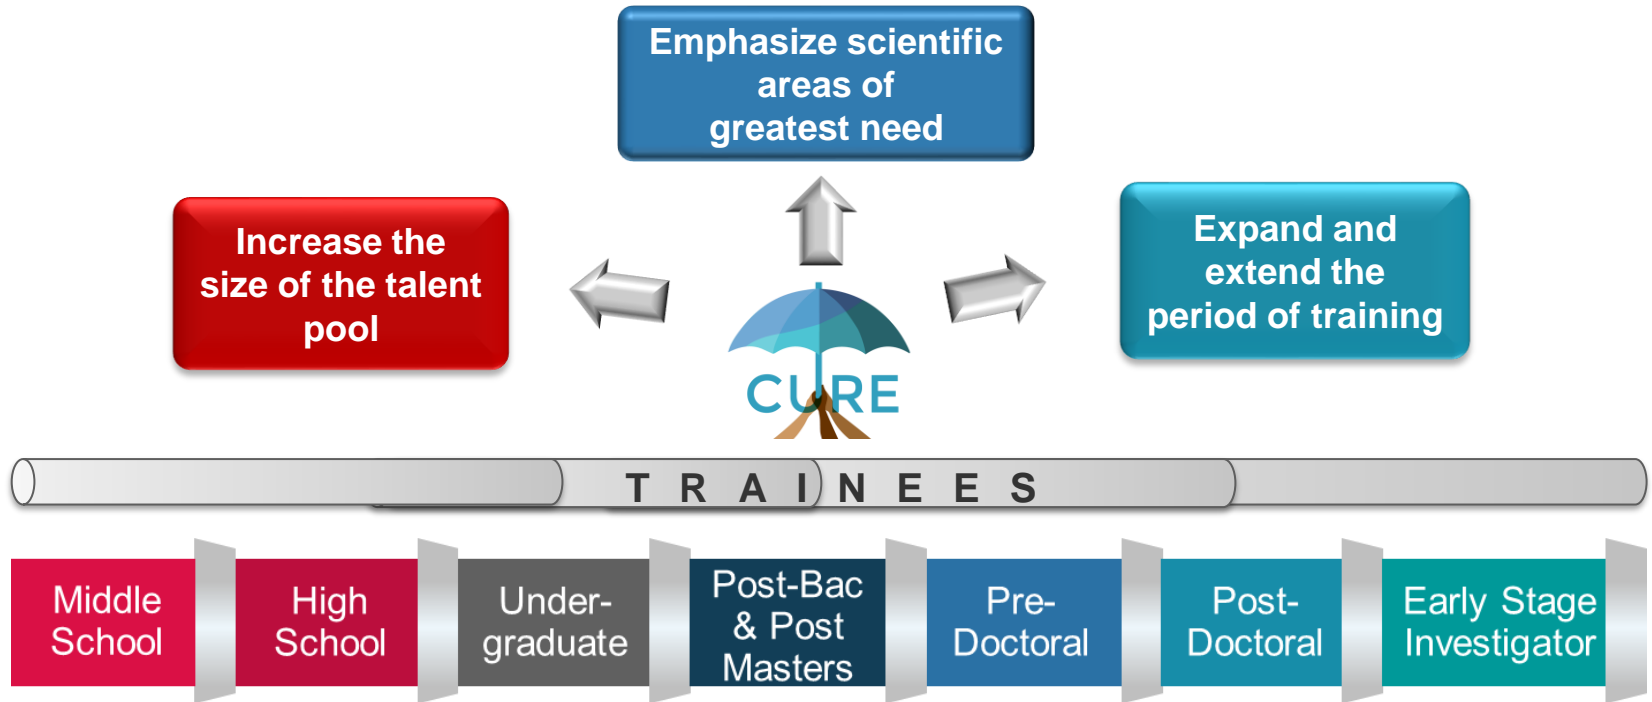 Emphasize scientific
areas of
greatest need
Increase the
size of the talent
pool
Expand and
extend the
period of training
CURE
TRAINEES
Middle
School
High
School
Under-
graduate
Post-Bac
& Post
Masters
Pre-
Doctoral
Post-
Doctoral
Early Stage
Investigator